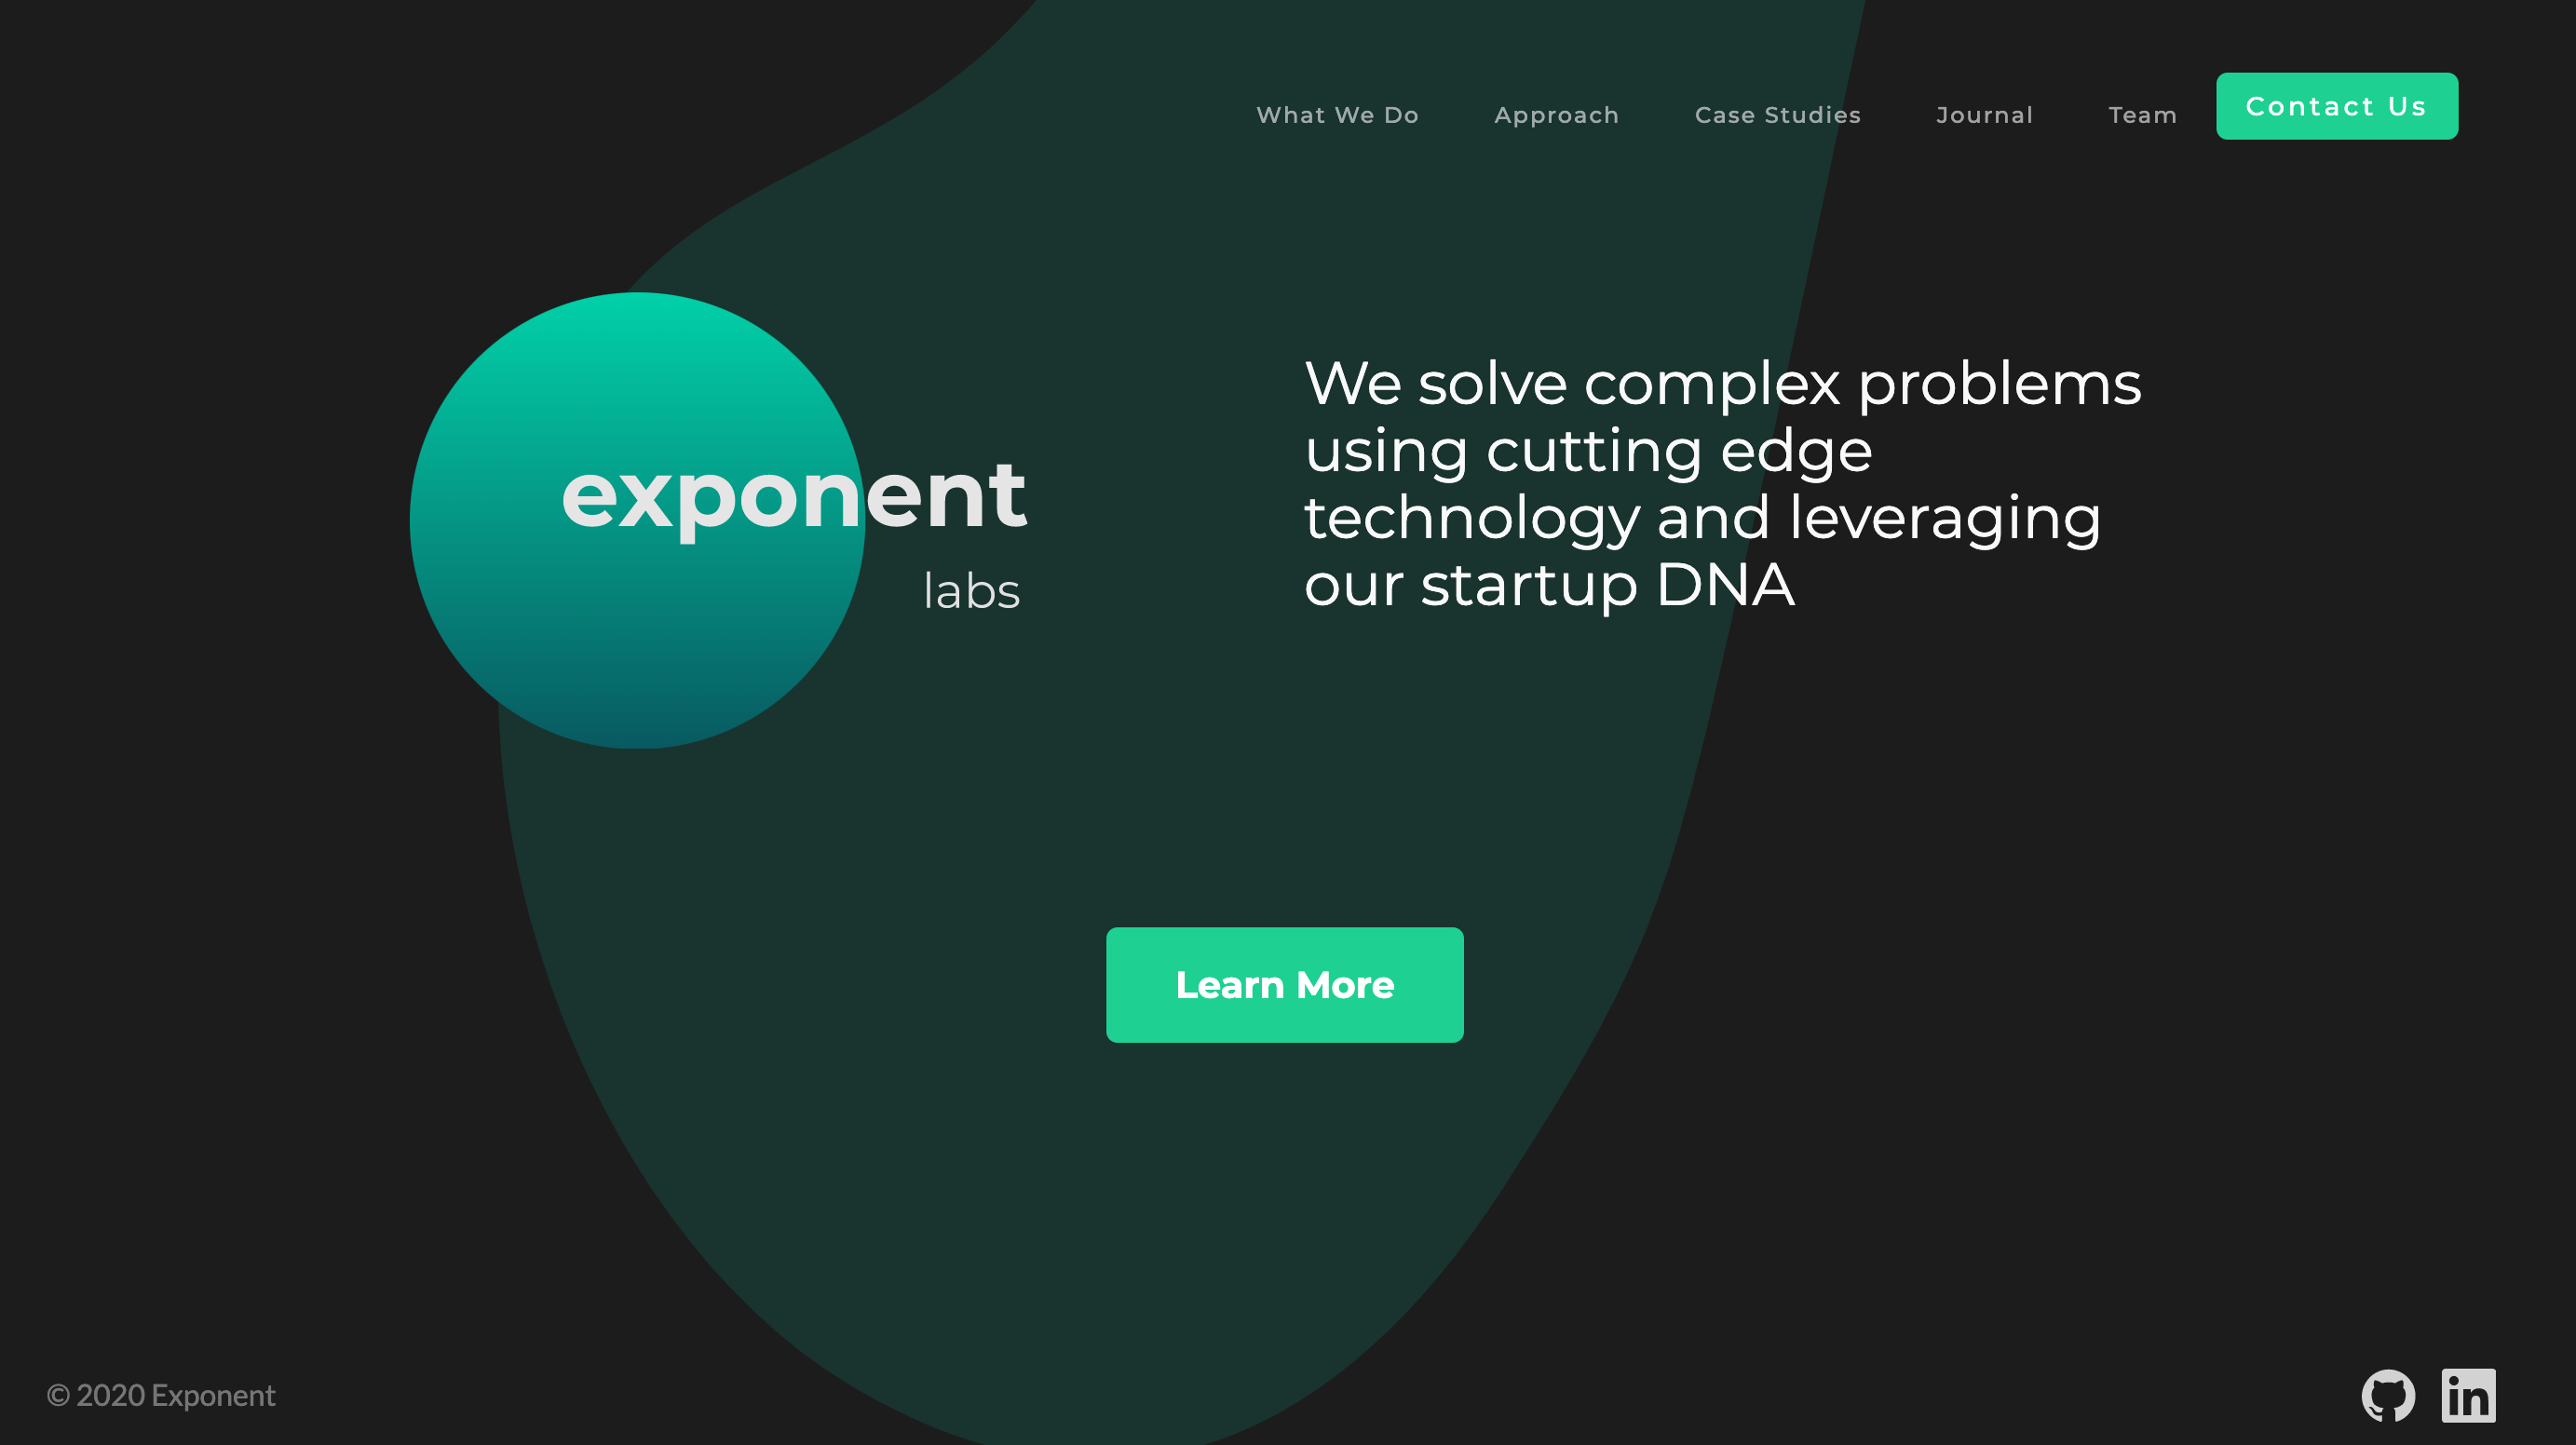 What We Do
Approach
Case Studies
Journal
Team
Contact Us
exponent
labs
We solve complex problems
using cutting edge
technology and leveraging
our startup DNA
Learn More
© 2020 Exponent
in